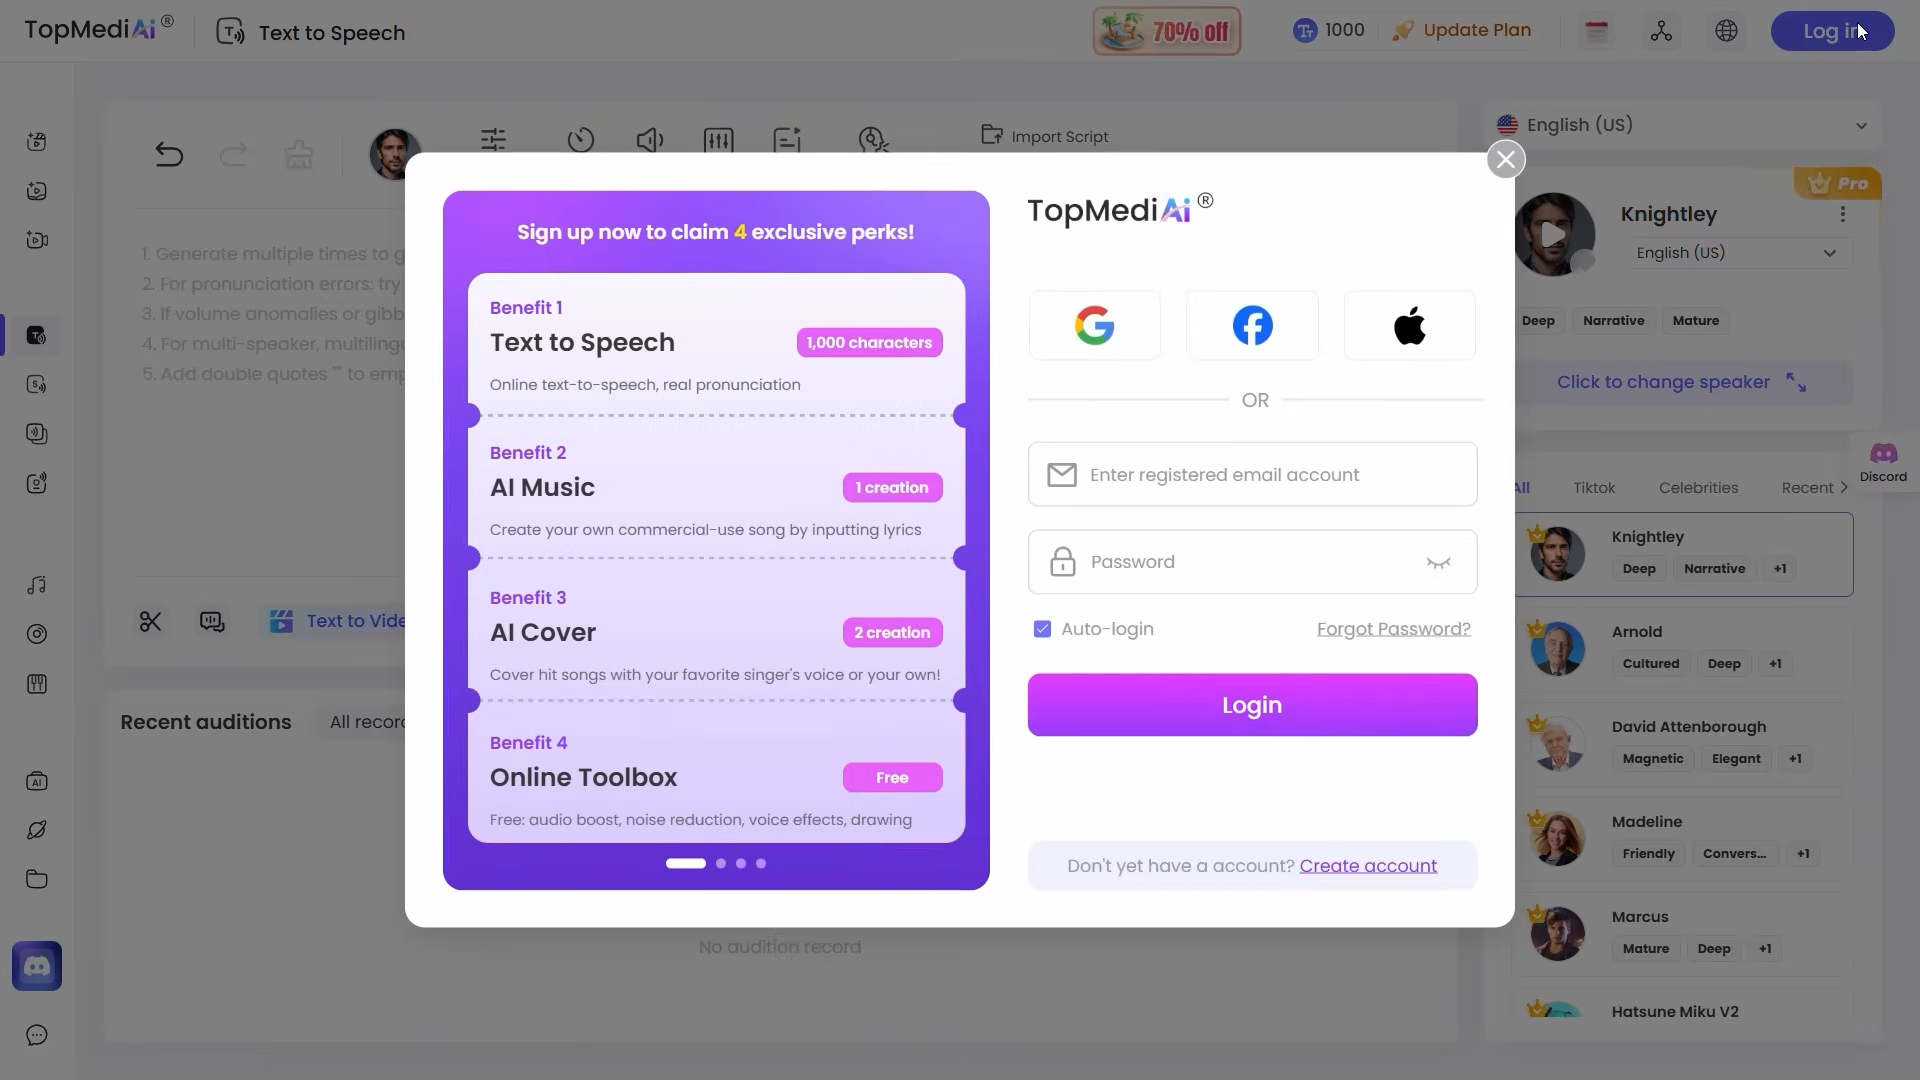 TopMediAi®
Text to Speech
70% off
1000
Update Plan
Log in
Import Script
English (US)
1. Generate multiple times to g
2. For pronunciation errors: try
3. If volume anomalies or gibb
4. For multi-speaker, multiling
5. Add double quotes "" to emp
Text to Vide
Recent auditions
All recor
No audition record
Sign up now to claim 4 exclusive perks!
Benefit 1
Text to Speech
1,000 characters
Online text-to-speech, real pronunciation
Benefit 2
AI Music
1 creation
Create your own commercial-use song by inputting lyrics
Benefit 3
AI Cover
2 creation
Cover hit songs with your favorite singer's voice or your own!
Benefit 4
Online Toolbox
Free
Free: audio boost, noise reduction, voice effects, drawing
TopMediAi®
OR
Enter registered email account
Password
Auto-login
Forgot Password?
Login
Don't yet have a account? Create account
Pro
Knightley
English (US)
Deep
Narrative
Mature
Click to change speaker
Discord
All
Tiktok
Celebrities
Recent
Knightley
Deep
Narrative
+1
Arnold
Cultured
Deep
+1
David Attenborough
Magnetic
Elegant
+1
Madeline
Friendly
Convers...
+1
Marcus
Mature
Deep
+1
Hatsune Miku V2
AI